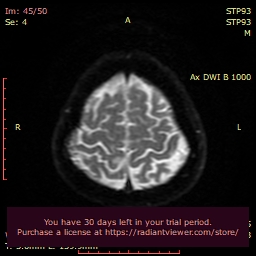 Im: 45/50
Se: 4
STP93
STP93
M
A
Ax DWI B 1000
R
L
You have 30 days left in your trial period.
Purchase a license at https://radiantviewer.com/store/